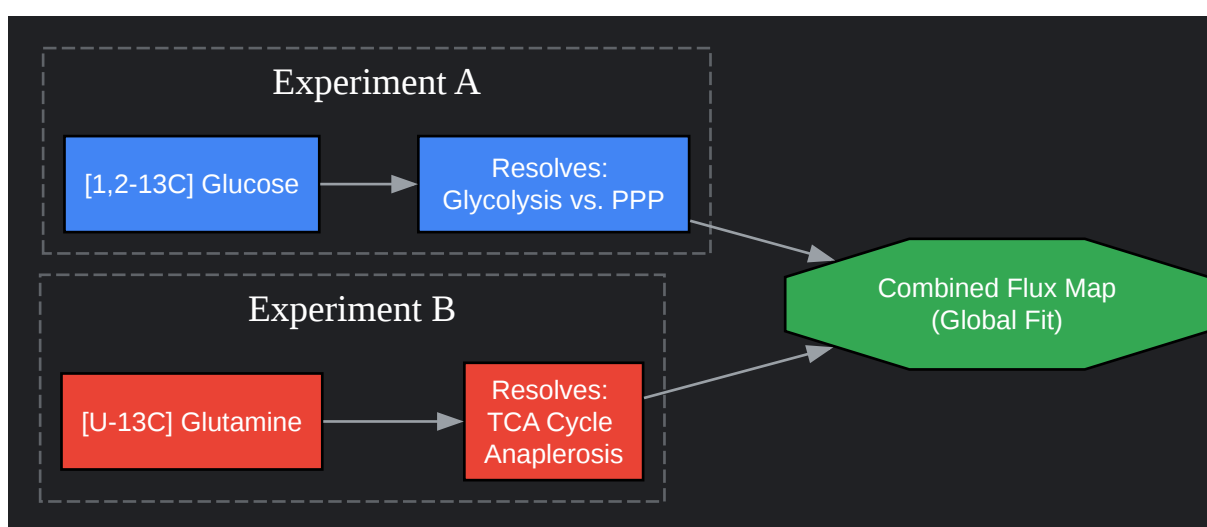 Experiment A
[1,2-13C] Glucose
Resolves:
Glycolysis vs. PPP
Experiment B
[U-13C] Glutamine
Resolves:
TCA Cycle
Anaplerosis
Combined Flux Map
(Global Fit)